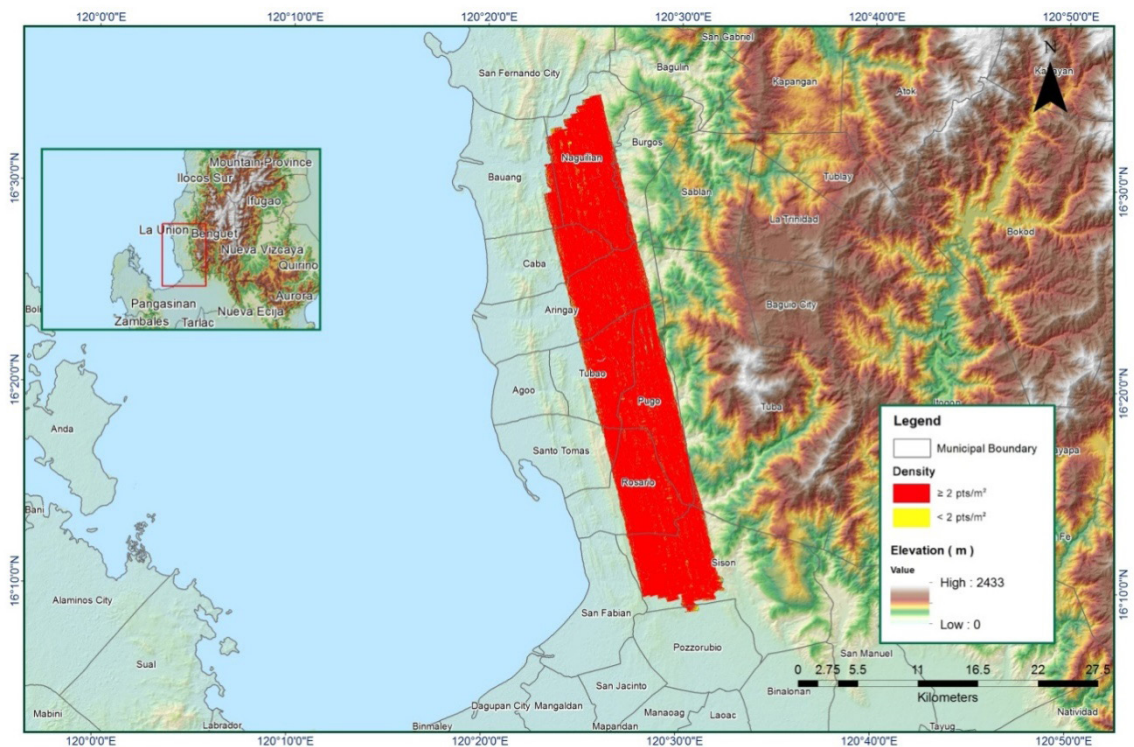 120°0'0"E 120°10'0"E 120°20'0"E 120°30'0"E 120°40'0"E 120°50'0"E
San Gabriel
N
San Fernando City
Bagulin
Kapangan
Atok
Naguilian
Burgos
16°30'0"N
16°30'0"N
Mountain Province
Ilocos Sur
Ifugao
La Union
Benguet
Nueva Vizcaya
Quirino
Aurora
Pangasinan
Nueva Ecija
Zambales
Tarlac
Bauang
Sablan
Tublay
La Trinidad
Bokod
Caba
Baguio City
Aringay
16°20'0"N
Tubao
Agoo
Pugo
Tuba
16°20'0"N
Itogon
Anda
Santo Tomas
Rosario
Legend
Municipal Boundary
Density
≥ 2 pts/m²
< 2 pts/m²
Elevation ( m )
Value
High : 2433
Low : 0
16°10'0"N
Sison
16°10'0"N
Alaminos City
San Fabian
Pozzorubio
San Manuel
Sual
0 2.75 5.5 11 16.5 22 27.5
Kilometers
San Jacinto
Binalonan
Mabini
Labrador
Dagupan City
Mangaldan
Manaoag
Laoac
Natividad
Binmaley
Mapandan
Tayug
120°0'0"E 120°10'0"E 120°20'0"E 120°30'0"E 120°40'0"E 120°50'0"E